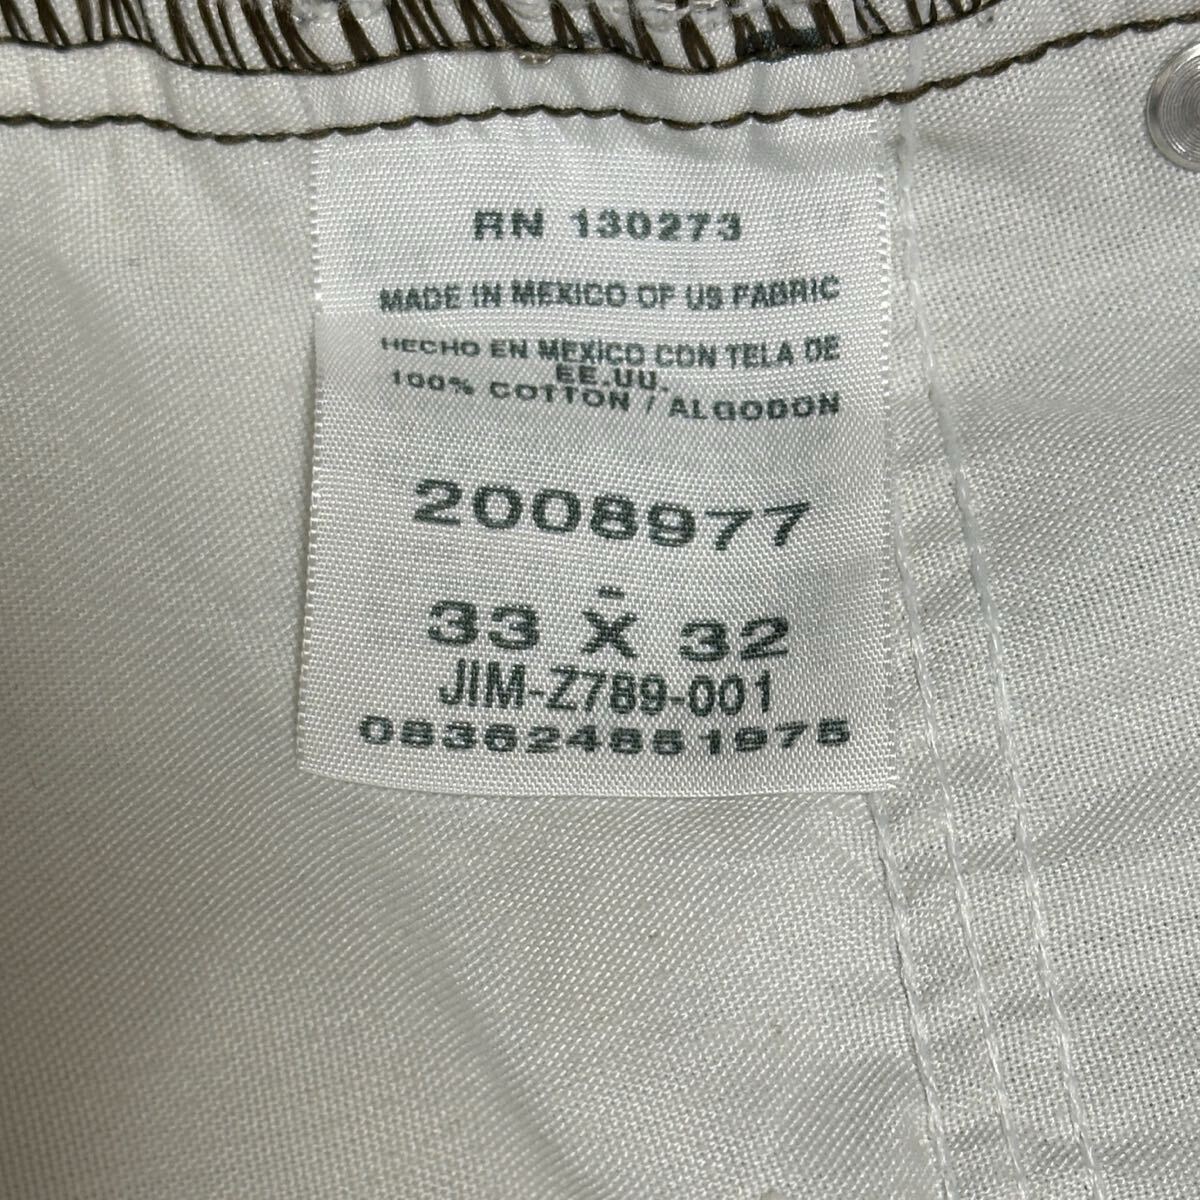 RN 130273
MADE IN MEXICO OF US FABRIC
HECHO EN MEXICO CON TELA DE
EE.UU.
100% COTTON / ALGODON
2008977
-
33 X 32
JIM-Z789-001
083624851975